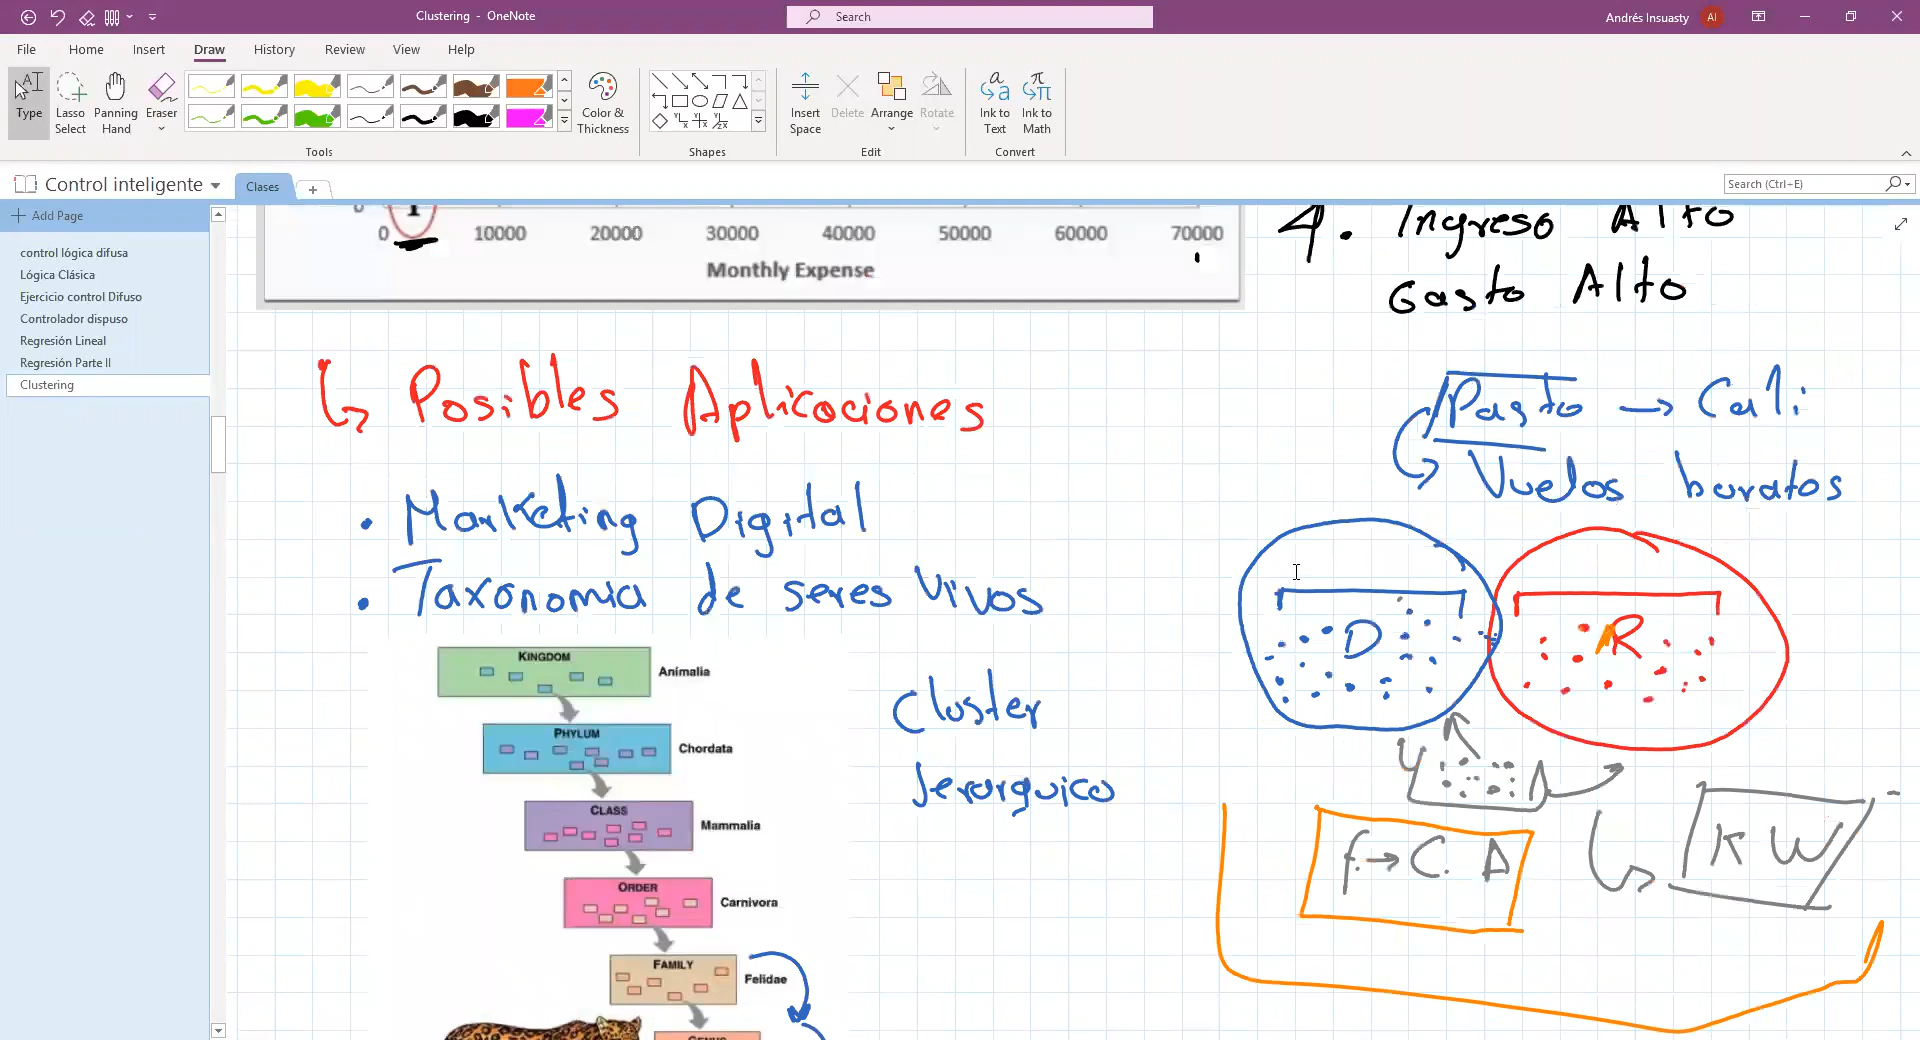 Clustering - OneNote
Search
Andrés Insuasty
AI
File Home Insert Draw History Review View Help
Type
Lasso Select
Panning Hand
Eraser
Color & Thickness
Insert Space
Delete
Arrange
Rotate
Ink to Text
Ink to Math
Tools
Shapes
Edit
Convert
Control inteligente
Clases
Search (Ctrl+E)
Add Page
control lógica difusa
Lógica Clásica
Ejercicio control Difuso
Controlador dispuso
Regresión Lineal
Regresión Parte II
Clustering
0
1
0 10000 20000 30000 40000 50000 60000 70000
Monthly Expense
4. Ingreso Alto
Gasto Alto
Posibles Aplicaciones
Pasto → Cali
Vuelos baratos
• Marketing Digital
• Taxonomia de seres vivos
D
R
KINGDOM Animalia
PHYLUM Chordata
CLASS Mammalia
ORDER Carnivora
FAMILY Felidae
GENUS
Cluster
Jerarquico
f → C. A
K W